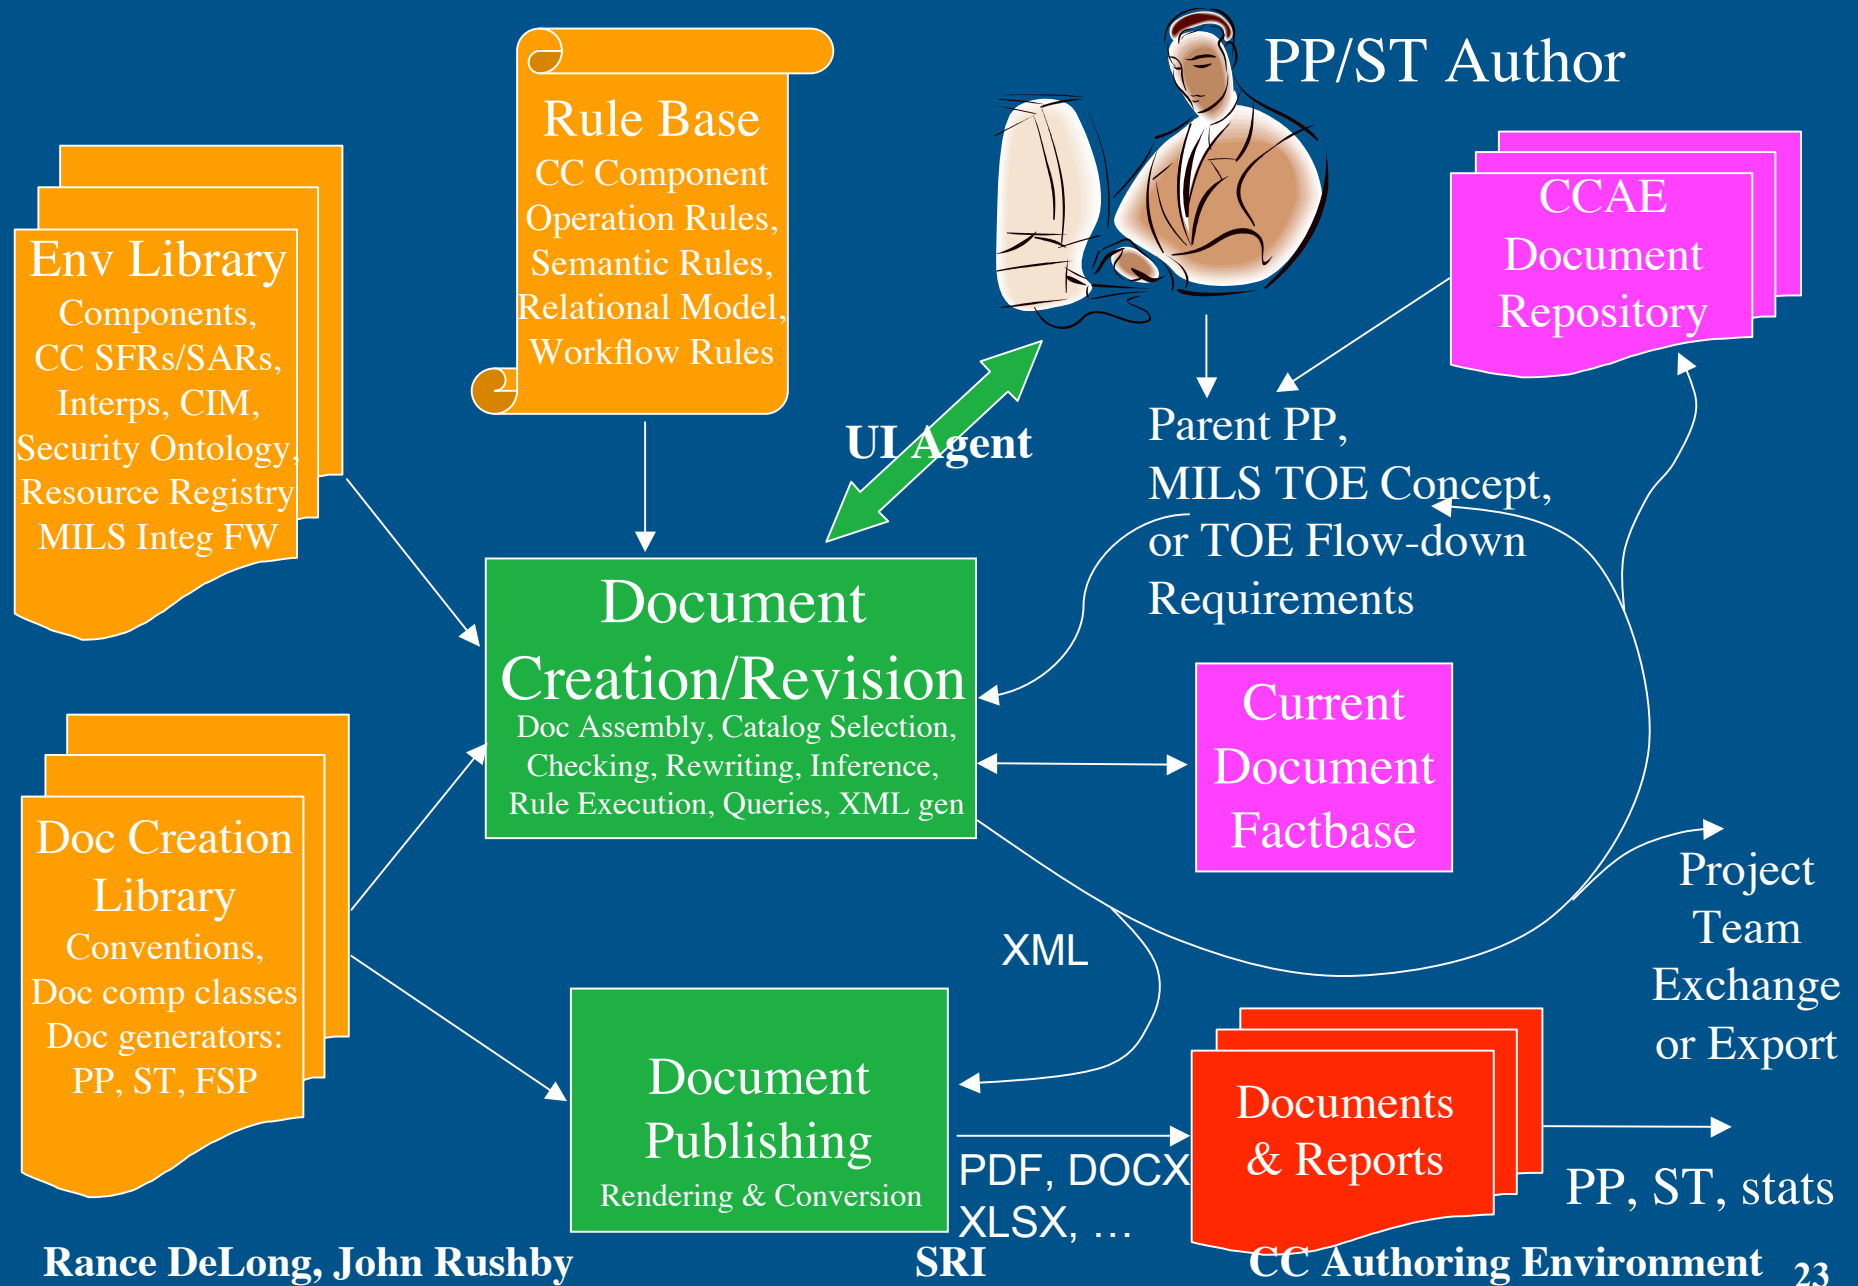 PP/ST Author
Rule Base
CC Component
Operation Rules,
Semantic Rules,
Relational Model,
Workflow Rules
Env Library
Components,
CC SFRs/SARs,
Interps, CIM,
Security Ontology,
Resource Registry
MILS Integ FW
CCAE
Document
Repository
UI Agent
Parent PP,
MILS TOE Concept,
or TOE Flow-down
Requirements
Document
Creation/Revision
Doc Assembly, Catalog Selection,
Checking, Rewriting, Inference,
Rule Execution, Queries, XML gen
Current
Document
Factbase
Doc Creation
Library
Conventions,
Doc comp classes
Doc generators:
PP, ST, FSP
XML
Project
Team
Exchange
or Export
Document
Publishing
Rendering & Conversion
PDF, DOCX
XLSX, …
Documents
& Reports
PP, ST, stats
Rance DeLong, John Rushby
SRI
CC Authoring Environment
23